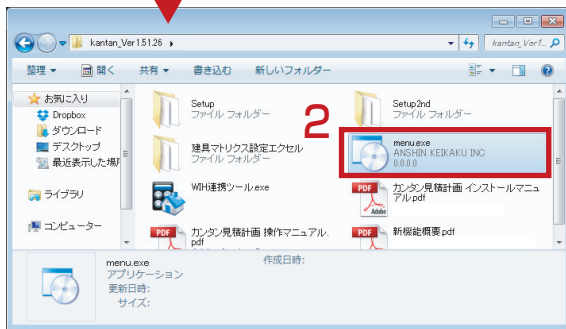 kantan_Ver1.51.26
kantan_Ver1...
整理 開く 共有 書き込む 新しいフォルダー
お気に入り
Dropbox
ダウンロード
デスクトップ
最近表示した場所
ライブラリ
コンピューター
Setup
ファイル フォルダー
2
Setup2nd
ファイル フォルダー
建具マトリクス設定エクセル
ファイル フォルダー
menu.exe
ANSHIN KEIKAKU INC
0.0.0.0
WIH連携ツール.exe
PDF
Adobe
カンタン見積計画 インストールマニュ
アル.pdf
PDF
カンタン見積計画 操作マニュアル.
pdf
PDF
新機能概要.pdf
menu.exe
作成日時:
アプリケーション
更新日時:
サイズ: